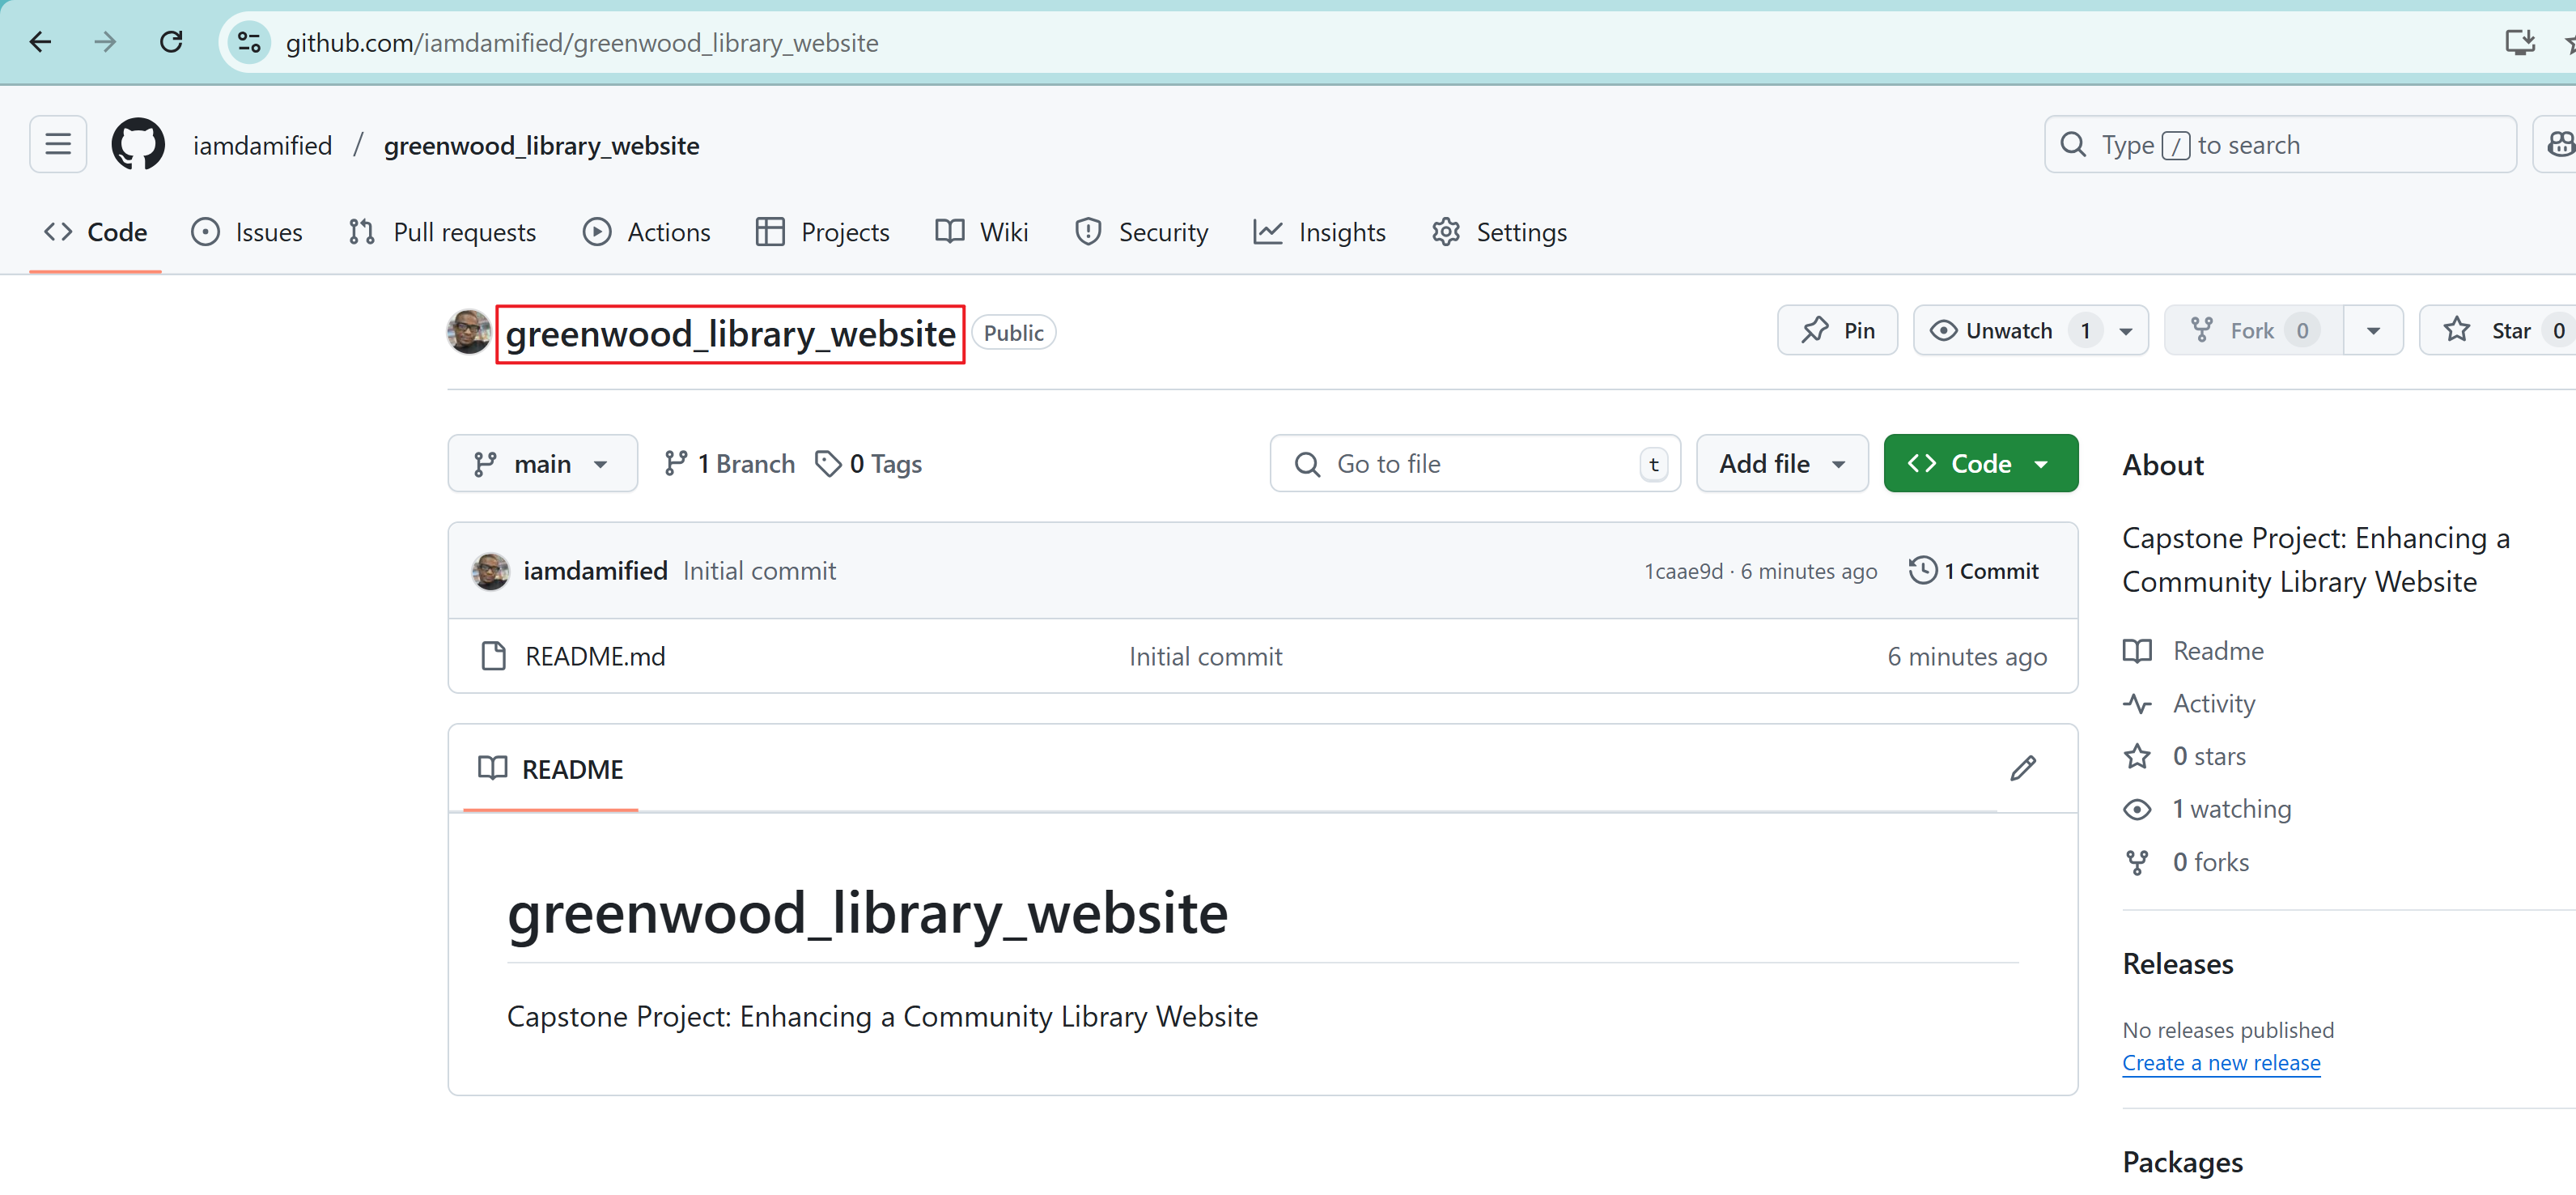 github.com/iamdamified/greenwood_library_website
iamdamified / greenwood_library_website
Type / to search
Code Issues Pull requests Actions Projects Wiki Security Insights Settings
greenwood_library_website Public
Pin Unwatch 1 Fork 0 Star 0
main 1 Branch 0 Tags Go to file t Add file Code
iamdamified Initial commit 1caae9d · 6 minutes ago 1 Commit
README.md Initial commit 6 minutes ago
README
greenwood_library_website
Capstone Project: Enhancing a Community Library Website
About
Capstone Project: Enhancing a
Community Library Website
Readme
Activity
0 stars
1 watching
0 forks
Releases
No releases published
Create a new release
Packages